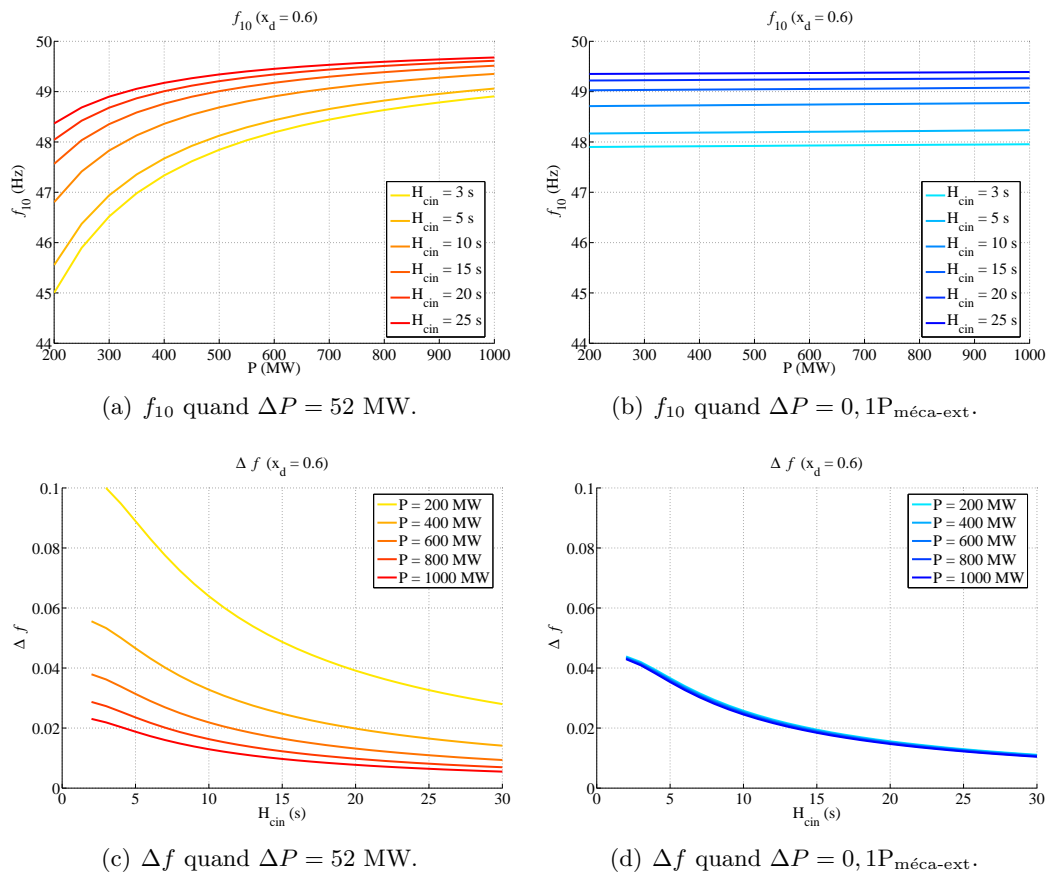 f10 (xd = 0.6)
50
49
48
47
46
45
44
f10 (Hz)
200 300 400 500 600 700 800 900 1000
P (MW)
Hcin = 3 s
Hcin = 5 s
Hcin = 10 s
Hcin = 15 s
Hcin = 20 s
Hcin = 25 s
(a) f10 quand ΔP = 52 MW.
f10 (xd = 0.6)
50
49
48
47
46
45
44
f10 (Hz)
200 300 400 500 600 700 800 900 1000
P (MW)
Hcin = 3 s
Hcin = 5 s
Hcin = 10 s
Hcin = 15 s
Hcin = 20 s
Hcin = 25 s
(b) f10 quand ΔP = 0, 1Pméca-ext.
Δ f (xd = 0.6)
0.1
0.08
0.06
0.04
0.02
0
Δ f
0 5 10 15 20 25 30
Hcin (s)
P = 200 MW
P = 400 MW
P = 600 MW
P = 800 MW
P = 1000 MW
(c) Δf quand ΔP = 52 MW.
Δ f (xd = 0.6)
0.1
0.08
0.06
0.04
0.02
0
Δ f
0 5 10 15 20 25 30
Hcin (s)
P = 200 MW
P = 400 MW
P = 600 MW
P = 800 MW
P = 1000 MW
(d) Δf quand ΔP = 0, 1Pméca-ext.